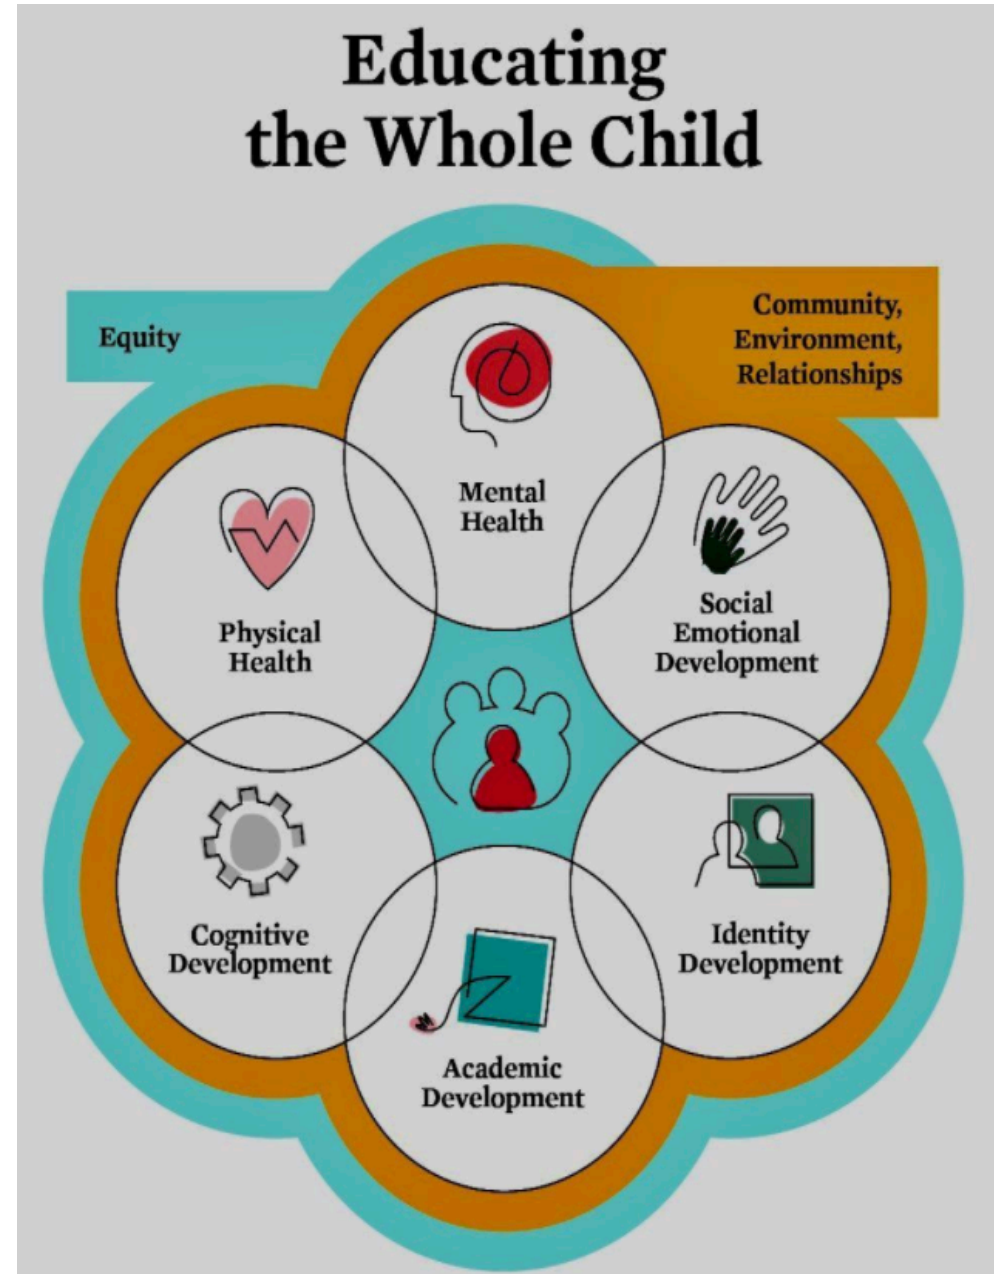 Educating
the Whole Child
Equity
Community,
Environment,
Relationships
Mental
Health
Physical
Health
Social
Emotional
Development
Cognitive
Development
Identity
Development
Academic
Development